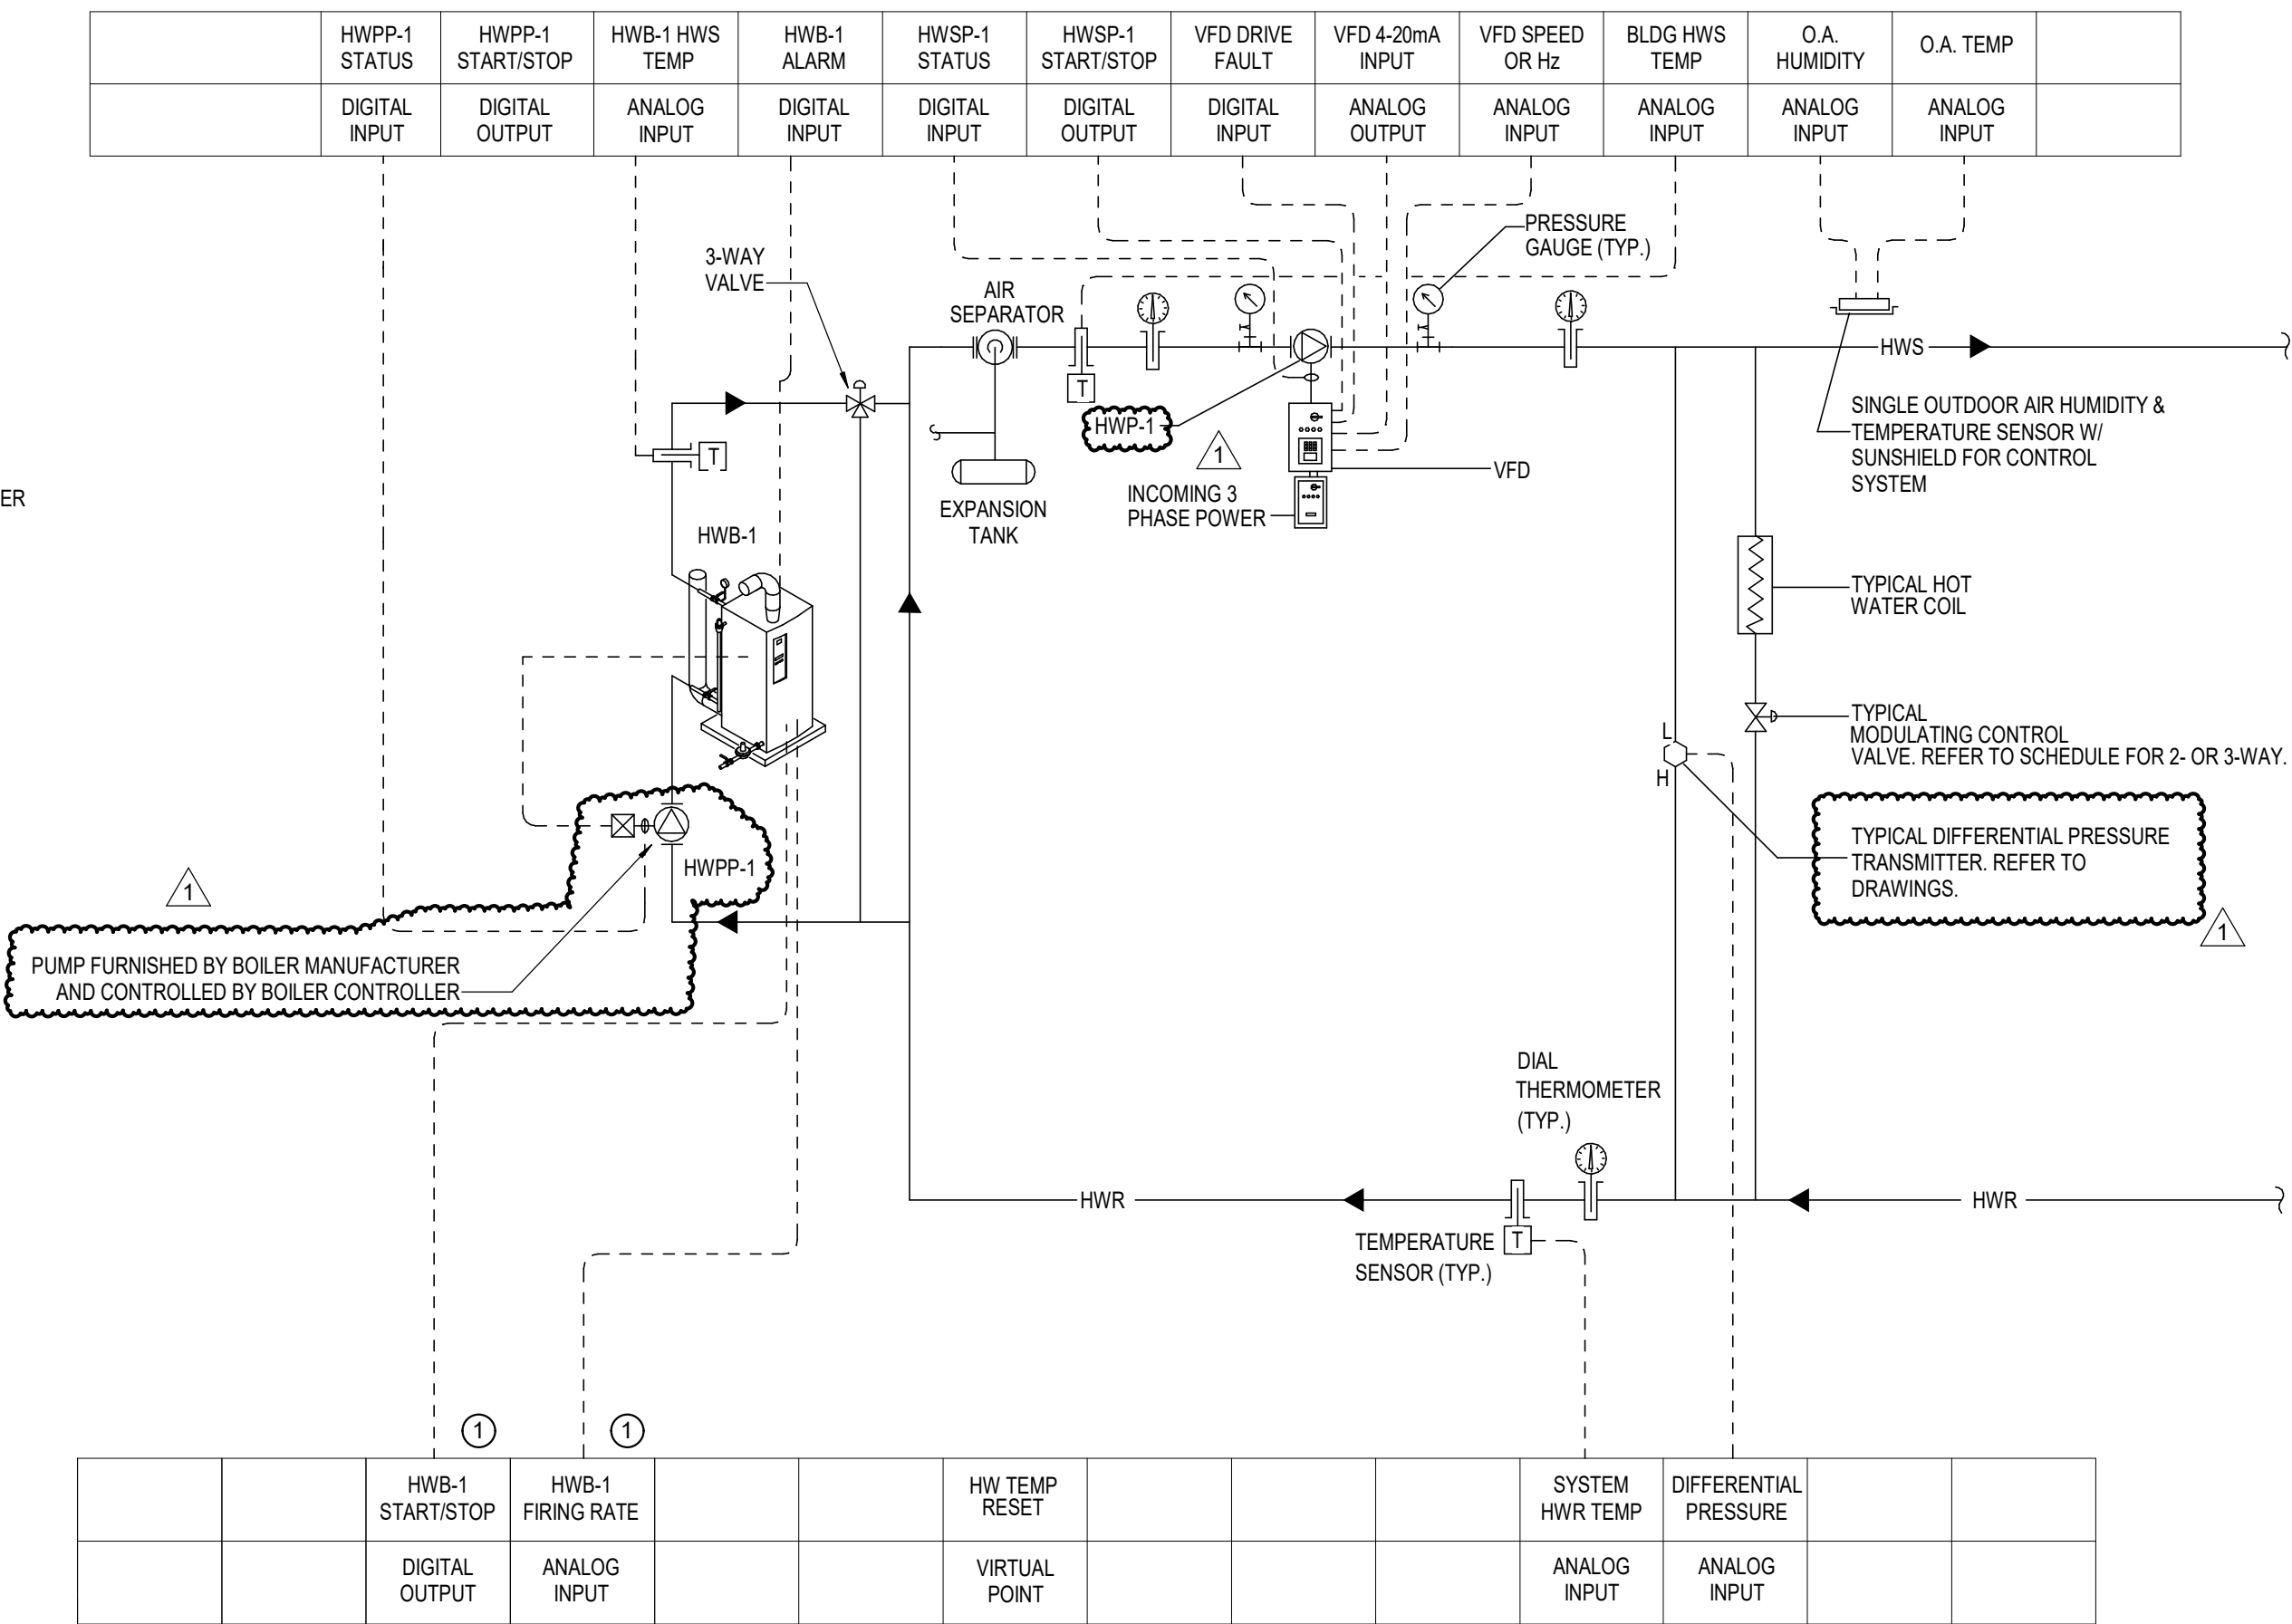 HWPP-1
STATUS
HWPP-1
START/STOP
HWB-1 HWS
TEMP
HWB-1
ALARM
HWSP-1
STATUS
HWSP-1
START/STOP
VFD DRIVE
FAULT
VFD 4-20mA
INPUT
VFD SPEED
OR Hz
BLDG HWS
TEMP
O.A.
HUMIDITY
O.A. TEMP
DIGITAL
INPUT
DIGITAL
OUTPUT
ANALOG
INPUT
DIGITAL
INPUT
DIGITAL
INPUT
DIGITAL
OUTPUT
DIGITAL
INPUT
ANALOG
OUTPUT
ANALOG
INPUT
ANALOG
INPUT
ANALOG
INPUT
ANALOG
INPUT
3-WAY
VALVE
AIR
SEPARATOR
PRESSURE
GAUGE (TYP.)
T
HWS
HWP-1
1
T
SINGLE OUTDOOR AIR HUMIDITY &
TEMPERATURE SENSOR W/
SUNSHIELD FOR CONTROL
SYSTEM
VFD
INCOMING 3
PHASE POWER
ER
EXPANSION
TANK
HWB-1
TYPICAL HOT
WATER COIL
TYPICAL
MODULATING CONTROL
VALVE. REFER TO SCHEDULE FOR 2- OR 3-WAY.
L
H
TYPICAL DIFFERENTIAL PRESSURE
TRANSMITTER. REFER TO
DRAWINGS.
1
HWPP-1
1
PUMP FURNISHED BY BOILER MANUFACTURER
AND CONTROLLED BY BOILER CONTROLLER
DIAL
THERMOMETER
(TYP.)
HWR
HWR
TEMPERATURE
SENSOR (TYP.)
T
1
1
HWB-1
START/STOP
HWB-1
FIRING RATE
HW TEMP
RESET
SYSTEM
HWR TEMP
DIFFERENTIAL
PRESSURE
DIGITAL
OUTPUT
ANALOG
INPUT
VIRTUAL
POINT
ANALOG
INPUT
ANALOG
INPUT